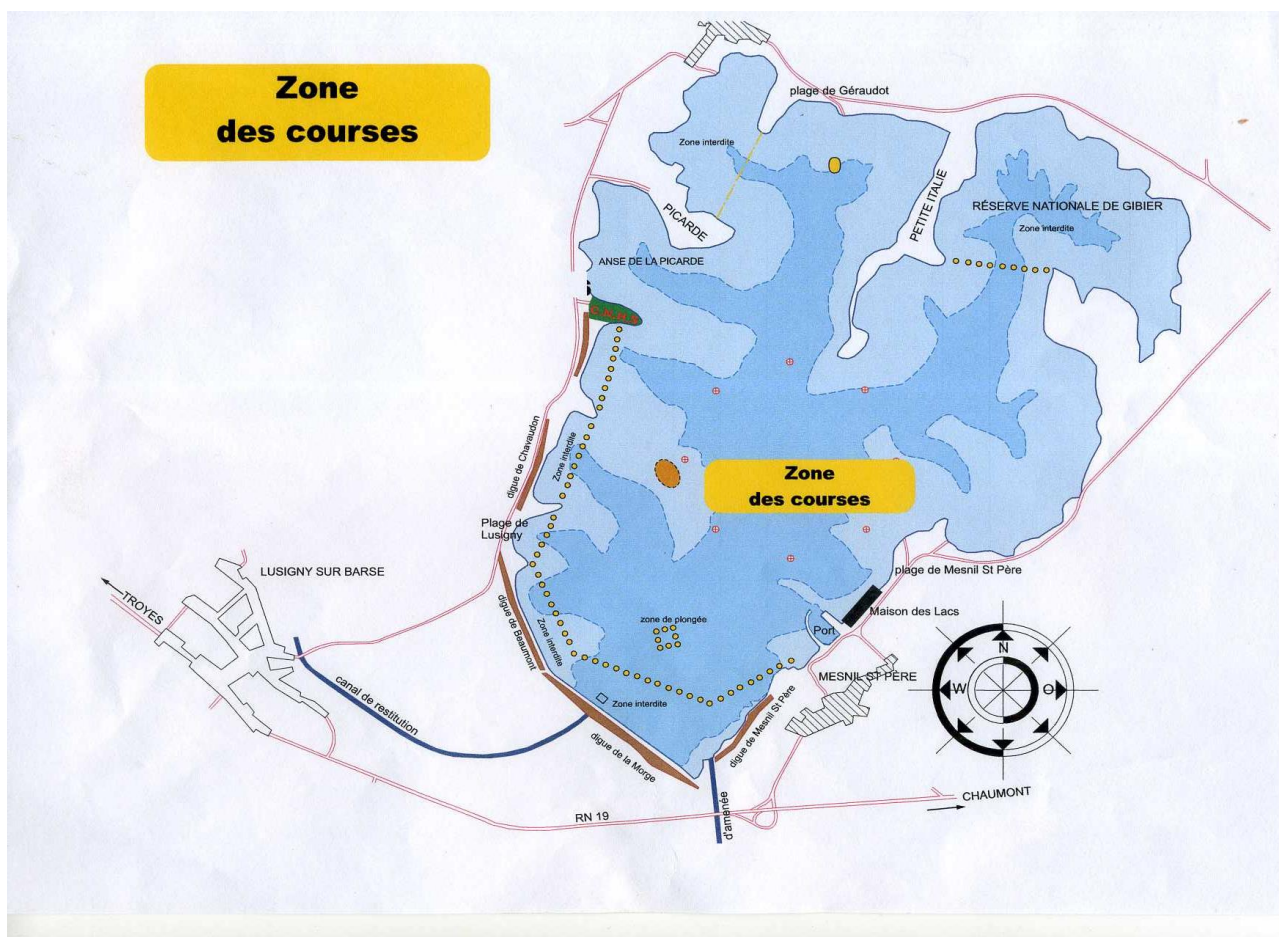 Zone
des courses
plage de Géraudot
Zone interdite
PICARDE
PETITE ITALIE
RÉSERVE NATIONALE DE GIBIER
Zone interdite
ANSE DE LA PICARDE
C.N.H.S
digue de Chavaudon
Zone interdite
Zone
des courses
Plage de
Lusigny
LUSIGNY SUR BARSE
TROYES
plage de Mesnil St Père
Maison des Lacs
Port
zone de plongée
digue de Beaumont
Zone interdite
MESNIL ST PÈRE
N
W
O
canal de restitution
Zone interdite
digue de la Morge
digue de Mesnil St Père
d'amenée
RN 19
CHAUMONT